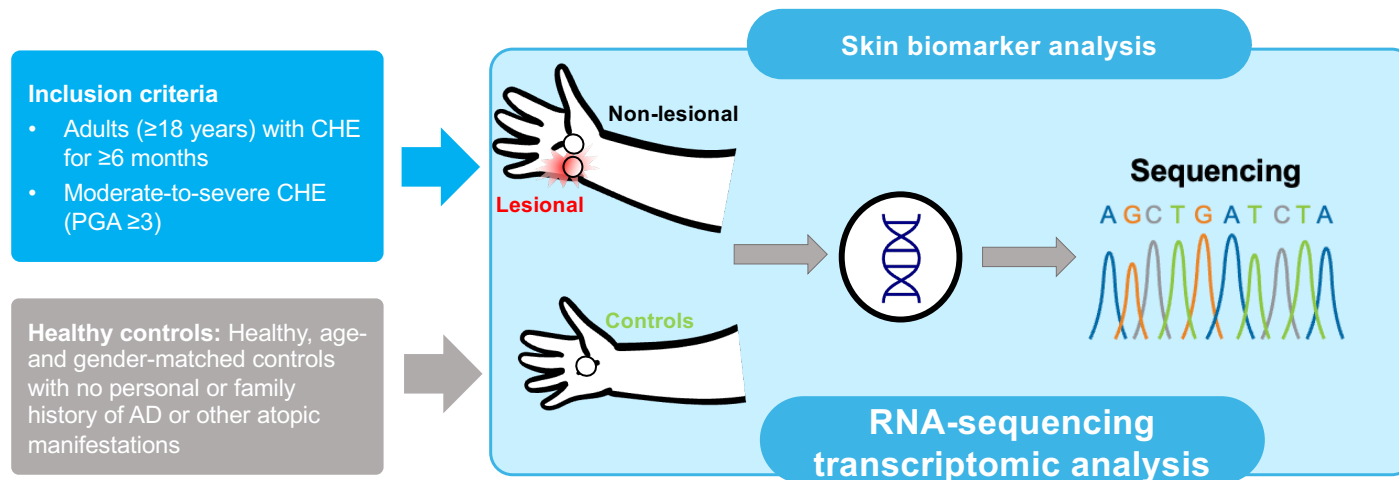 Inclusion criteria
• Adults (≥18 years) with CHE
for ≥6 months
• Moderate-to-severe CHE
(PGA ≥3)
Healthy controls: Healthy, age-
and gender-matched controls
with no personal or family
history of AD or other atopic
manifestations
Skin biomarker analysis
Non-lesional
Lesional
Controls
Sequencing
AGCTGATCTA
RNA-sequencing
transcriptomic analysis